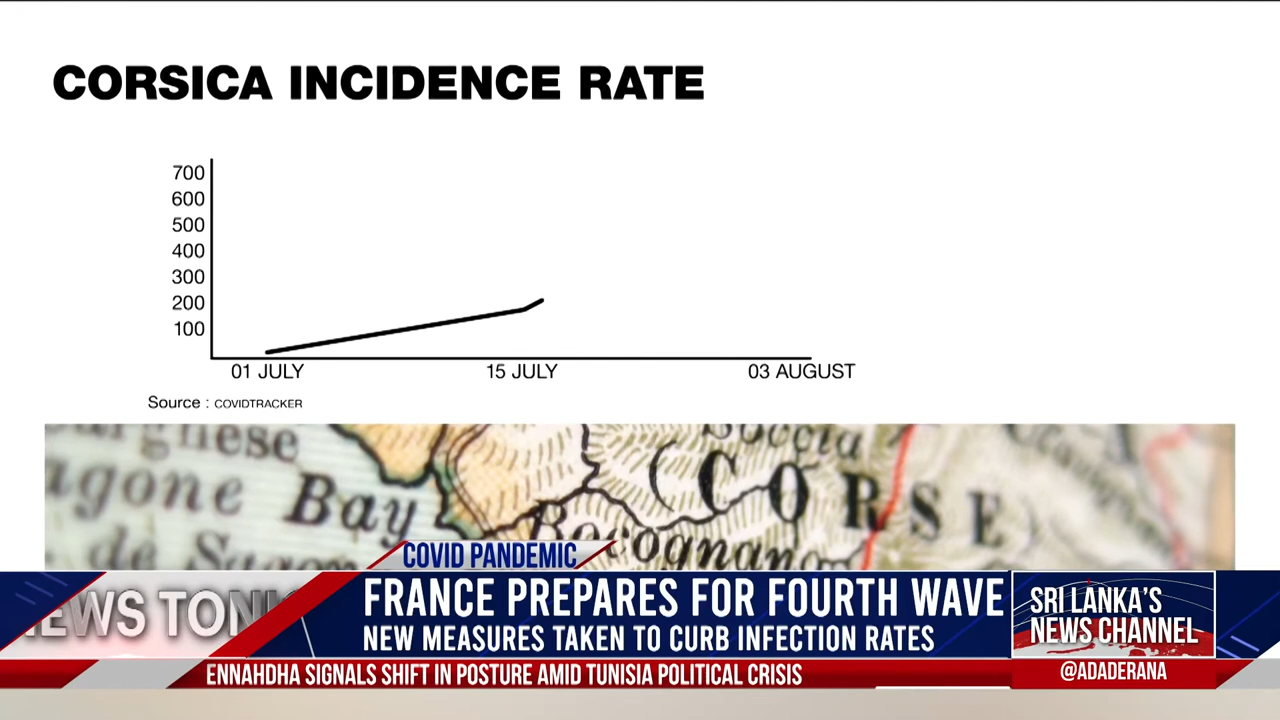 CORSICA INCIDENCE RATE
700
600
500
400
300
200
100
01 JULY 15 JULY 03 AUGUST
Source : COVIDTRACKER
Bay
CORSE
de
COVID PANDEMIC
FRANCE PREPARES FOR FOURTH WAVE
NEW MEASURES TAKEN TO CURB INFECTION RATES
SRI LANKA'S
NEWS CHANNEL
ENNAHDHA SIGNALS SHIFT IN POSTURE AMID TUNISIA POLITICAL CRISIS
@ADADERANA